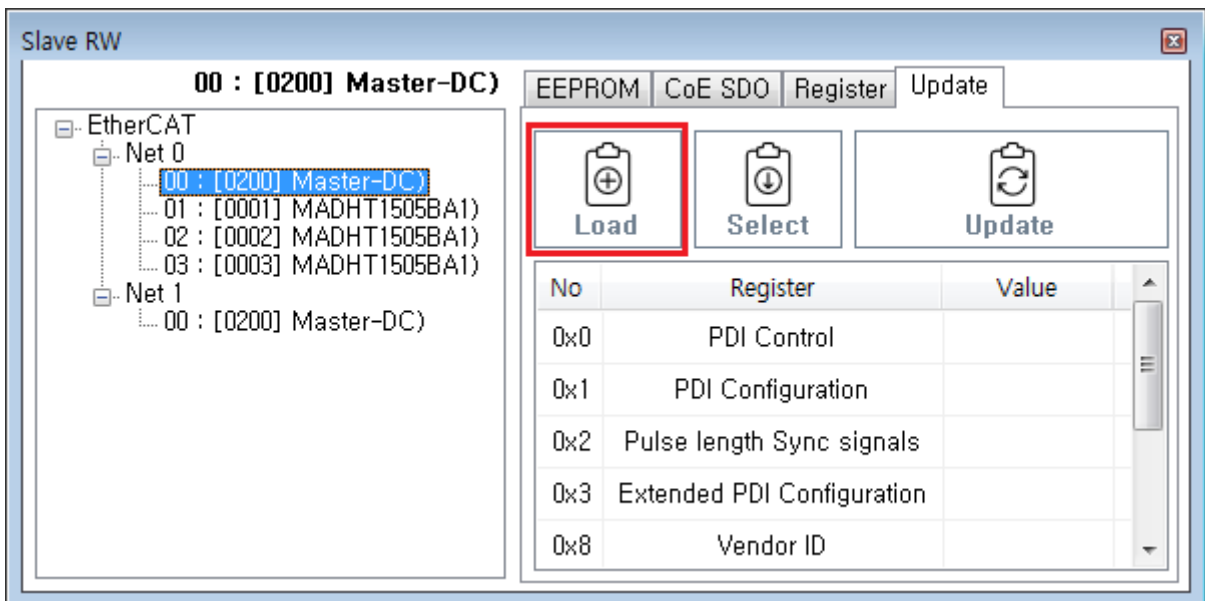 Slave RW
00 : [0200] Master-DC)
EtherCAT
Net 0
00 : [0200] Master-DC)
01 : [0001] MADHT1505BA1)
02 : [0002] MADHT1505BA1)
03 : [0003] MADHT1505BA1)
Net 1
00 : [0200] Master-DC)
EEPROM CoE SDO Register Update
Load Select Update
No Register Value
0x0 PDI Control
0x1 PDI Configuration
0x2 Pulse length Sync signals
0x3 Extended PDI Configuration
0x8 Vendor ID